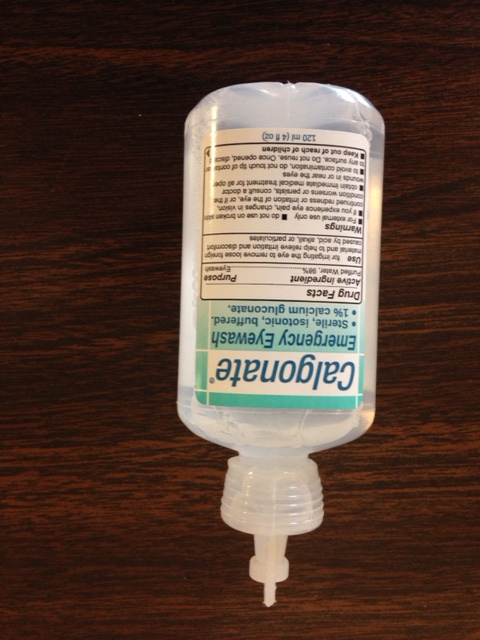 Calgonate®
Emergency Eyewash
• Sterile, isotonic, buffered.
• 1% calcium gluconate.
Drug Facts
Active ingredient Purpose
Purified Water, 98% Eyewash
Use for irrigating the eye to remove loose foreign
material and to help relieve irritation and discomfort
caused by acid, alkali, or particulates
Warnings
■ For external use only ■ do not use on broken skin
■ if you experience eye pain, changes in vision,
continued redness or irritation of the eye, or if the
condition worsens or persists, consult a doctor
■ obtain immediate medical treatment for all open
wounds in or near the eyes
■ to avoid contamination, do not touch tip of container
to any surface. Do not reuse. Once opened, discard
■ Keep out of reach of children
120 ml (4 fl oz)